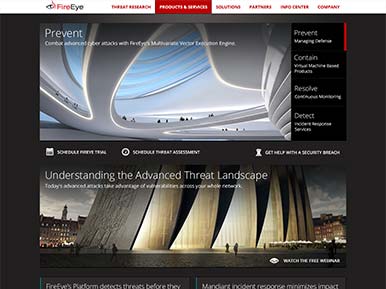 FireEye
THREAT RESEARCH PRODUCTS & SERVICES SOLUTIONS PARTNERS INFO CENTER COMPANY
Prevent
Combat advanced cyber attacks with FireEye's Multivariate Vector Execution Engine.
Prevent
Managing Defense
Contain
Virtual Machine Based
Products
Resolve
Continuous Monitoring
Detect
Incident Response
Services
SCHEDULE FIREYE TRIAL SCHEDULE THREAT ASSESSMENT GET HELP WITH A SECURITY BREACH
Understanding the Advanced Threat Landscape
Today's advanced attacks take advantage of vulnerabilities across your whole network.
WATCH THE FREE WEBINAR
FireEye's Platform detects threats before they
Mandiant incident response minimizes impact